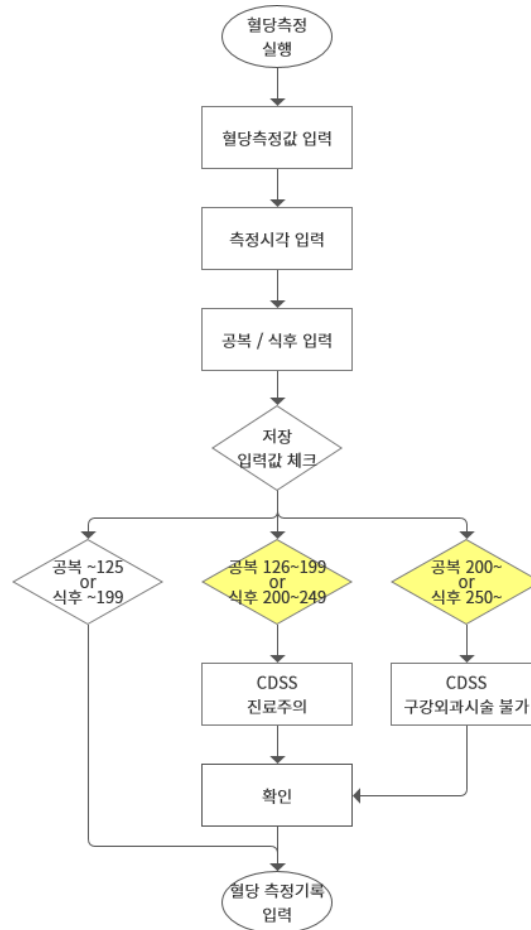 혈당측정
실행
혈당측정값 입력
측정시각 입력
공복 / 식후 입력
저장
입력값 체크
공복 ~125
or
식후 ~199
공복 126~199
or
식후 200~249
공복 200~
or
식후 250~
CDSS
진료주의
CDSS
구강외과시술 불가
확인
혈당 측정기록
입력